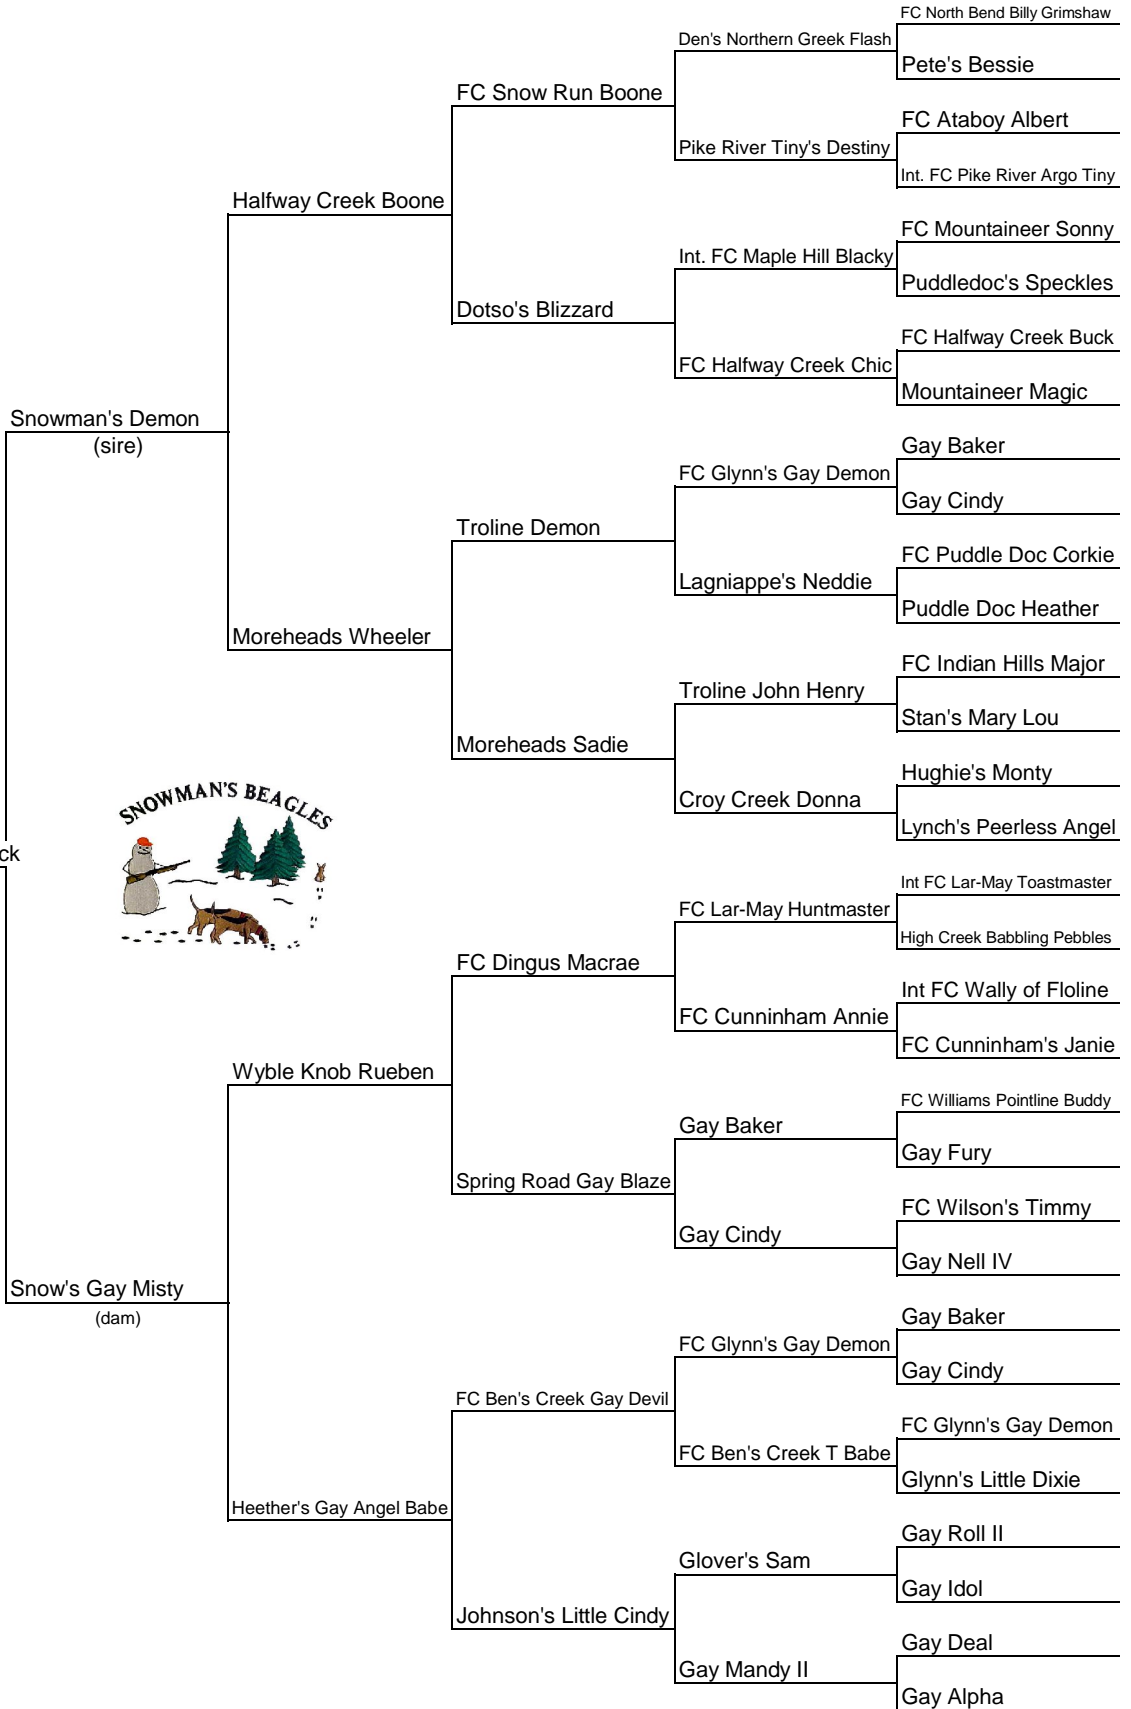 FC North Bend Billy Grimshaw
Den's Northern Greek Flash
Pete's Bessie
FC Snow Run Boone
FC Ataboy Albert
Pike River Tiny's Destiny
Int. FC Pike River Argo Tiny
Halfway Creek Boone
FC Mountaineer Sonny
Int. FC Maple Hill Blacky
Puddledoc's Speckles
Dotso's Blizzard
FC Halfway Creek Buck
FC Halfway Creek Chic
Mountaineer Magic
Snowman's Demon
(sire)
Gay Baker
FC Glynn's Gay Demon
Gay Cindy
Troline Demon
FC Puddle Doc Corkie
Lagniappe's Neddie
Puddle Doc Heather
Moreheads Wheeler
FC Indian Hills Major
Troline John Henry
Stan's Mary Lou
Moreheads Sadie
Hughie's Monty
Croy Creek Donna
Lynch's Peerless Angel
SNOWMAN'S BEAGLES
ck
Int FC Lar-May Toastmaster
FC Lar-May Huntmaster
High Creek Babbling Pebbles
FC Dingus Macrae
Int FC Wally of Floline
FC Cunninham Annie
FC Cunninham's Janie
Wyble Knob Rueben
FC Williams Pointline Buddy
Gay Baker
Gay Fury
Spring Road Gay Blaze
FC Wilson's Timmy
Gay Cindy
Gay Nell IV
Snow's Gay Misty
(dam)
Gay Baker
FC Glynn's Gay Demon
Gay Cindy
FC Ben's Creek Gay Devil
FC Glynn's Gay Demon
FC Ben's Creek T Babe
Glynn's Little Dixie
Heether's Gay Angel Babe
Gay Roll II
Glover's Sam
Gay Idol
Johnson's Little Cindy
Gay Deal
Gay Mandy II
Gay Alpha